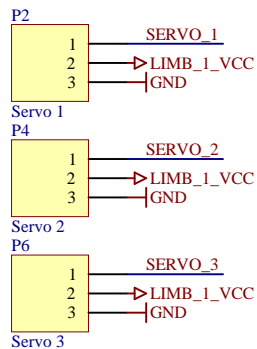 P2
1 SERVO_1
2 LIMB_1_VCC
3 GND
Servo 1
P4
1 SERVO_2
2 LIMB_1_VCC
3 GND
Servo 2
P6
1 SERVO_3
2 LIMB_1_VCC
3 GND
Servo 3